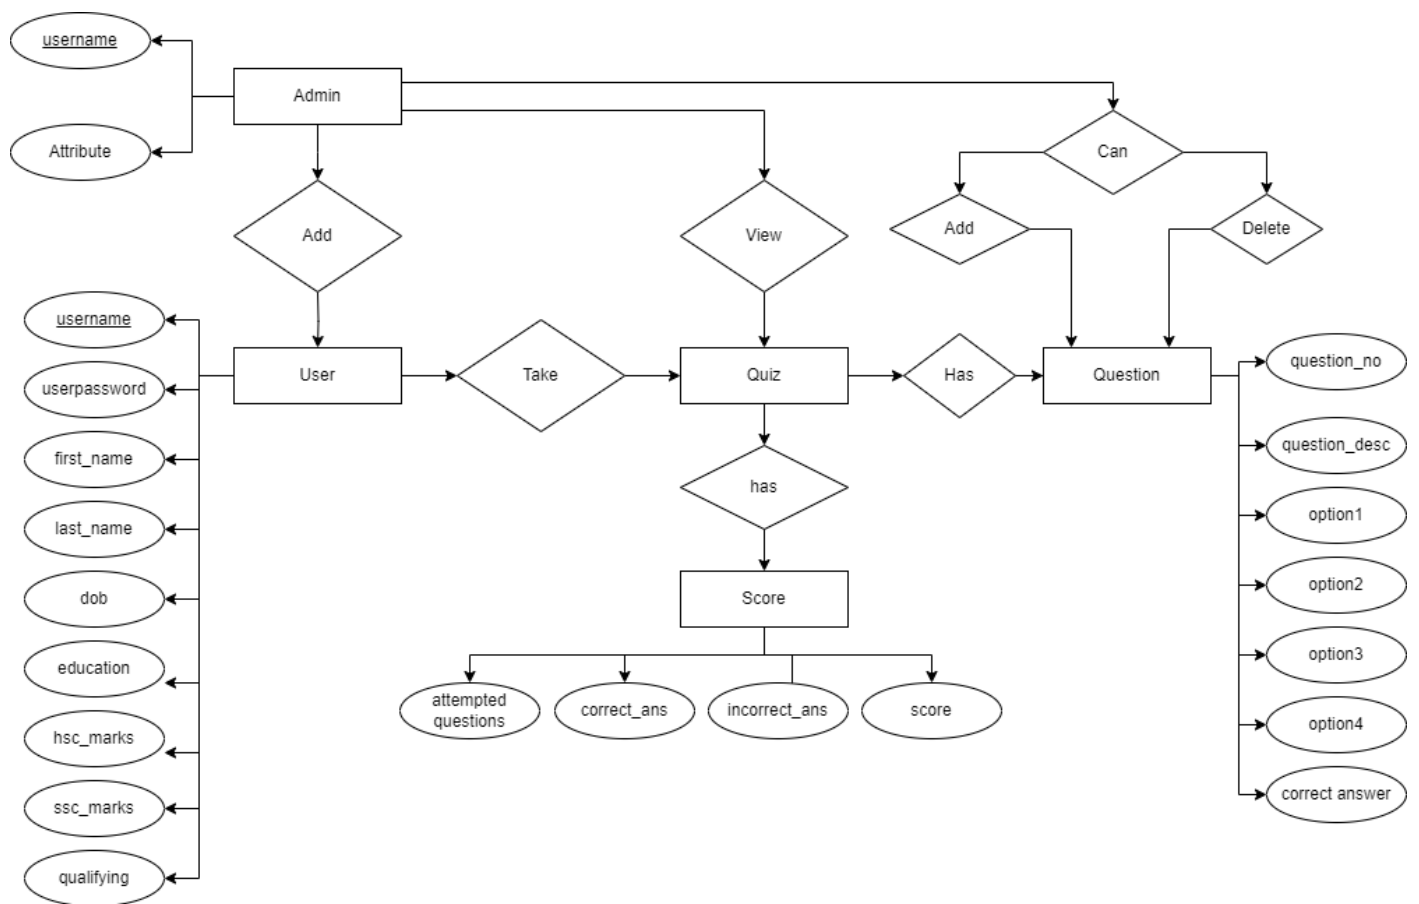 username
Admin
Attribute
Can
Add
View
Add
Delete
username
User
Take
Quiz
Has
Question
question_no
userpassword
question_desc
first_name
has
last_name
option1
dob
Score
option2
education
option3
attempted
questions
correct_ans
incorrect_ans
score
hsc_marks
option4
ssc_marks
correct answer
qualifying